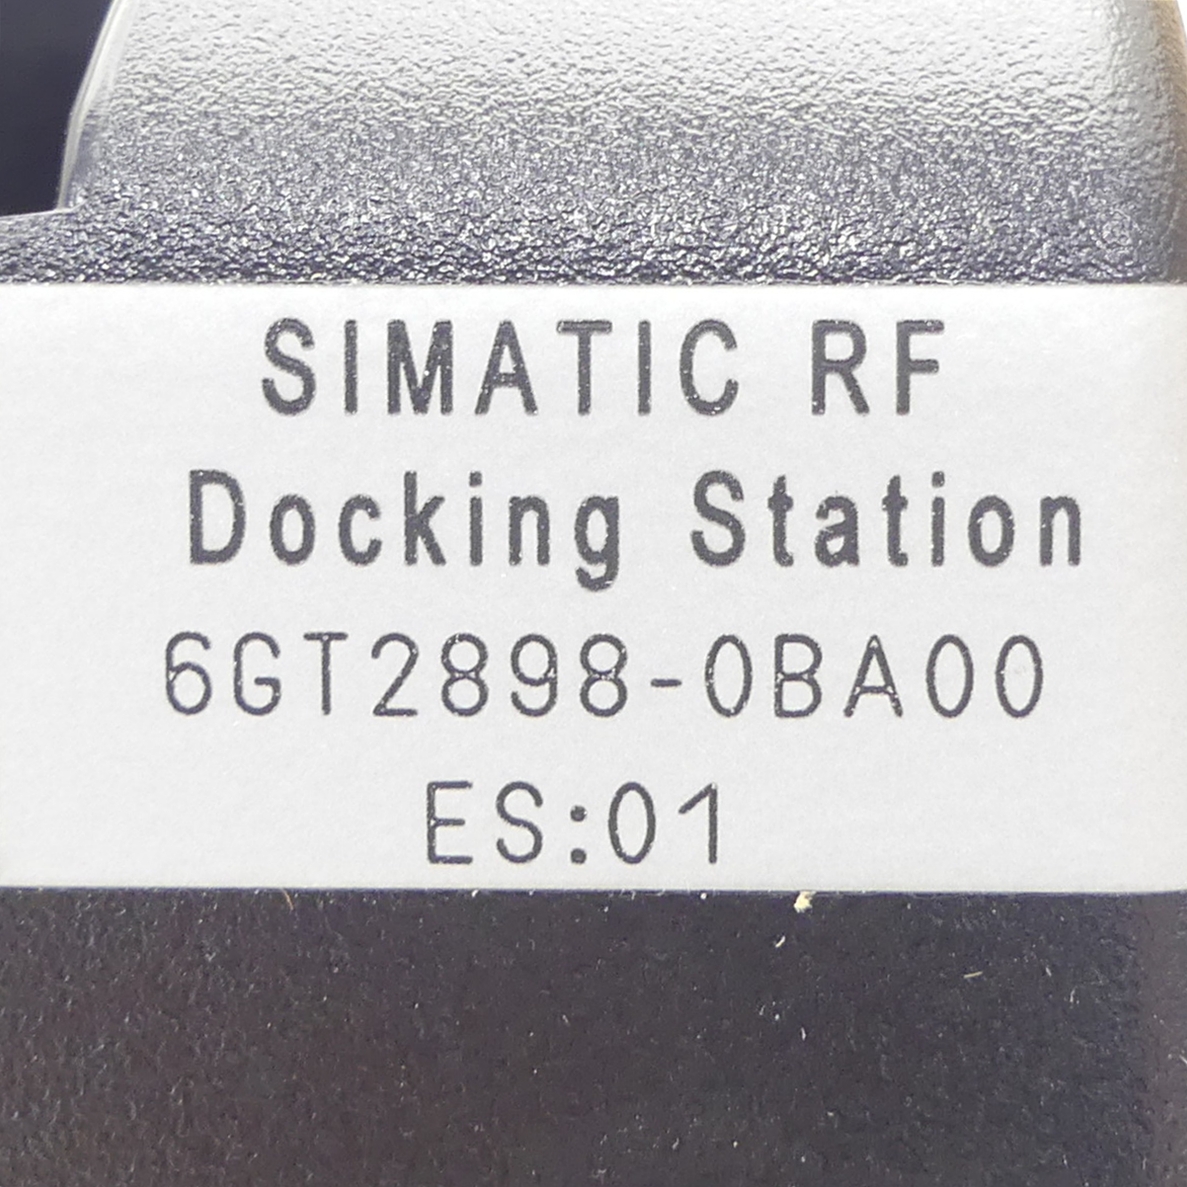 SIMATIC RF
Docking Station
6GT2898-0BA00
ES:01